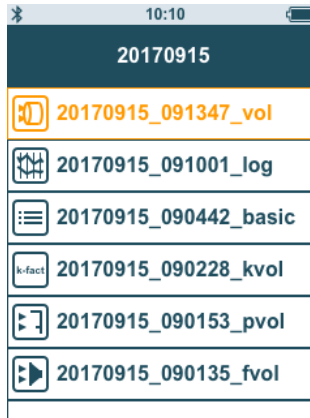 10:10
20170915
20170915_091347_vol
20170915_091001_log
20170915_090442_basic
k-fact 20170915_090228_kvol
20170915_090153_pvol
20170915_090135_fvol